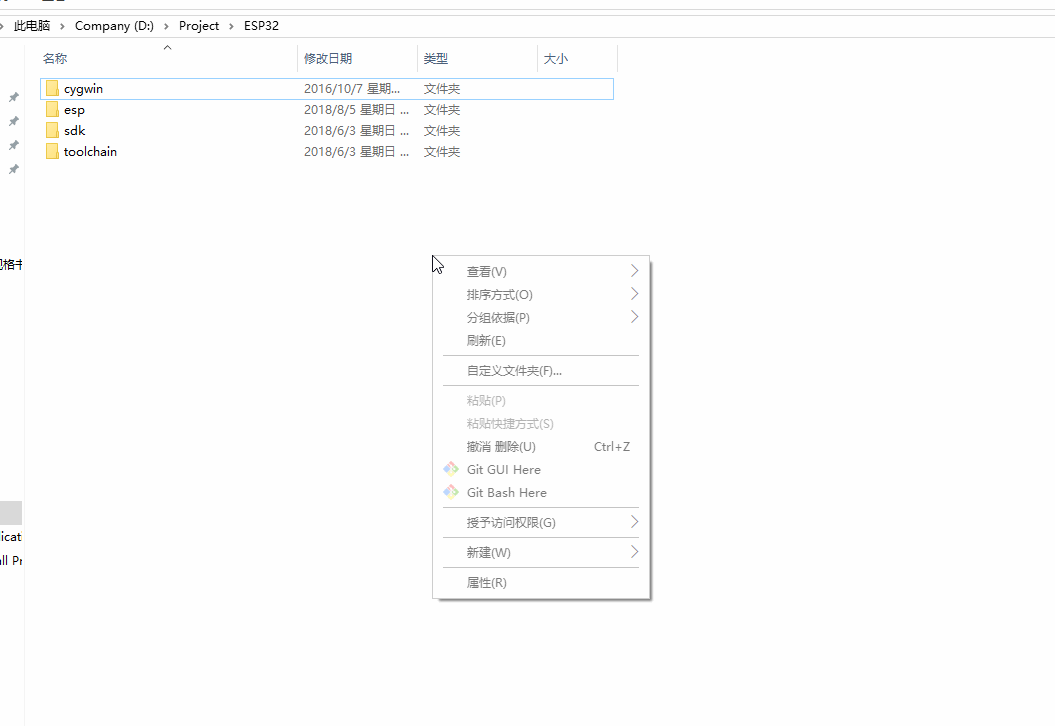 此电脑 > Company (D:) > Project > ESP32
名称 修改日期 类型 大小
cygwin 2016/10/7 星期... 文件夹
esp 2018/8/5 星期日 ... 文件夹
sdk 2018/6/3 星期日 ... 文件夹
toolchain 2018/6/3 星期日 ... 文件夹
格书
查看(V)
排序方式(O)
分组依据(P)
刷新(E)
自定义文件夹(F)...
粘贴(P)
粘贴快捷方式(S)
撤消 删除(U) Ctrl+Z
Git GUI Here
Git Bash Here
授予访问权限(G)
licati
新建(W)
all Pr
属性(R)